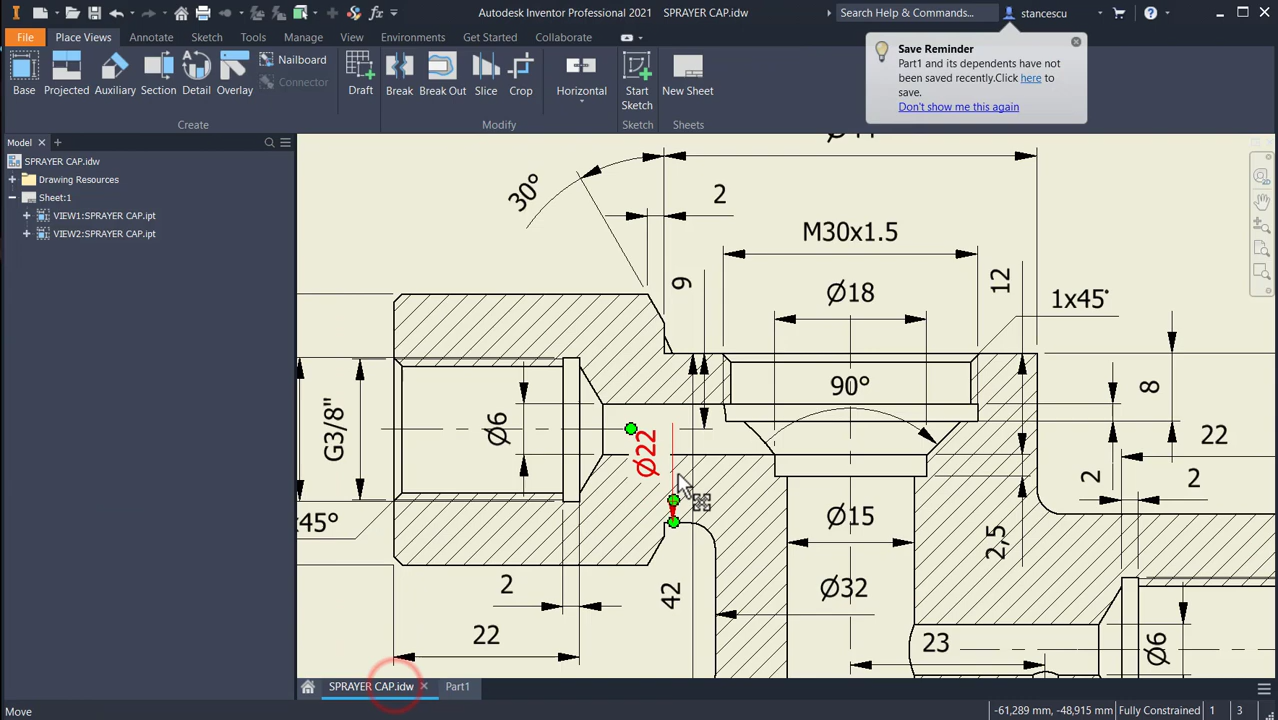 Autodesk Inventor Professional 2021 SPRAYER CAP.idw
Search Help & Commands...
stancescu
File
Place Views
Annotate
Sketch
Tools
Manage
View
Environments
Get Started
Collaborate
Base
Projected
Auxiliary
Section
Detail
Overlay
Nailboard
Connector
Draft
Break
Break Out
Slice
Crop
Horizontal
Start
Sketch
New Sheet
Create
Modify
Sketch
Sheets
Save Reminder
Part1 and its dependents have not
been saved recently.Click here to
save.
Don't show me this again
Model
SPRAYER CAP.idw
Drawing Resources
Sheet:1
VIEW1:SPRAYER CAP.ipt
VIEW2:SPRAYER CAP.ipt
30°
2
M30x1.5
9
Ø18
12
1x45°
90°
8
G3/8"
Ø6
Ø22
22
2
2
x45°
Ø15
2,5
42
Ø32
2
22
23
Ø6
SPRAYER CAP.idw
Part1
Move
-61,289 mm, -48,915 mm
Fully Constrained
1
3